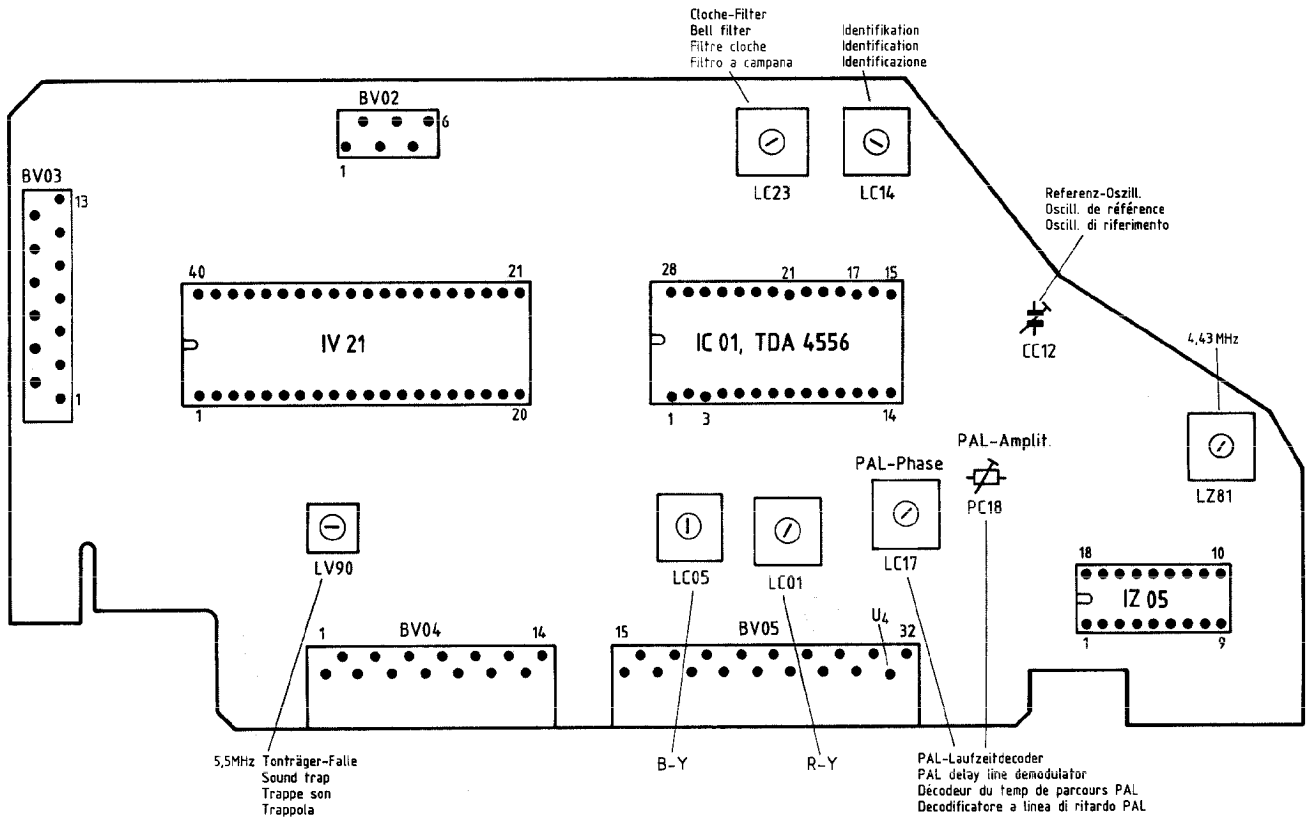 Cloche-Filter
Bell filter
Filtre cloche
Filtro a campana
Identifikation
Identification
Identificazione
BV02
6
1
LC23
LC14
BV03
13
1
Referenz-Oszill.
Oscill. de référence
Oscill. di riferimento
40
21
IV 21
1
20
28
21
17
15
IC 01, TDA 4556
1
3
14
CC12
4,43 MHz
LZ81
PAL-Amplit.
PC18
PAL-Phase
LC17
LV90
LC05
LC01
18
10
IZ 05
1
9
1
BV04
14
15
BV05
U4
32
5,5MHz Tonträger-Falle
Sound trap
Trappe son
Trappola
B-Y
R-Y
PAL-Laufzeitdecoder
PAL delay line demodulator
Décodeur du temp de parcours PAL
Decodificatore a linea di ritardo PAL